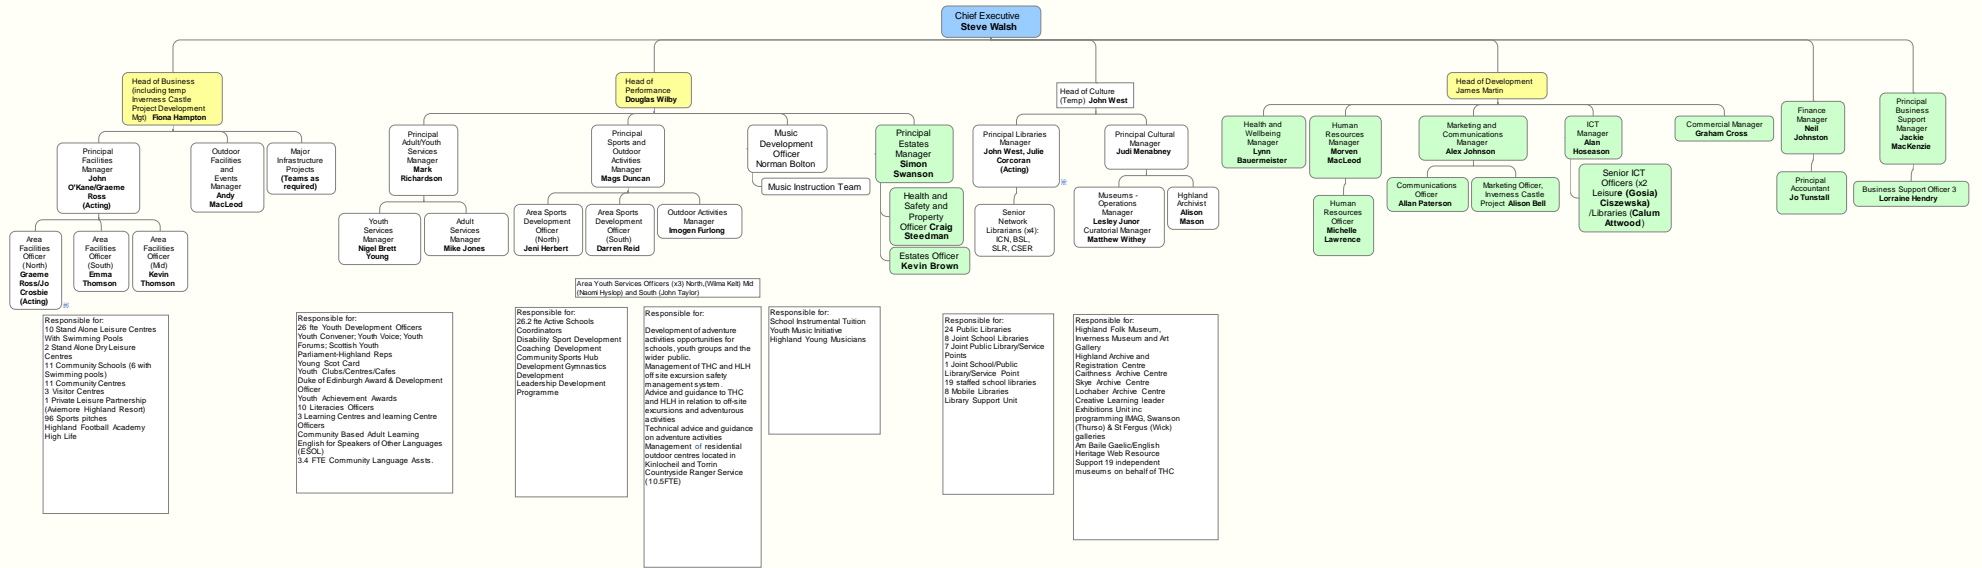 Chief Executive
Steve Walsh
Head of Business
(including temp
Inverness Castle
Project Development
Mgt) Fiona Hampton
Head of
Performance
Douglas Wilby
Head of Culture
(Temp) John West
Head of Development
James Martin
Finance
Manager
Neil
Johnston
Principal
Business
Support
Manager
Jackie
MacKenzie
Principal
Facilities
Manager
John
O'Kane/Graeme
Ross
(Acting)
Outdoor
Facilities
and
Events
Manager
Andy
MacLeod
Major
Infrastructure
Projects
(Teams as
required)
Principal
Adult/Youth
Services
Manager
Mark
Richardson
Principal
Sports and
Outdoor
Activities
Manager
Mags Duncan
Music
Development
Officer
Norman Bolton
Music Instruction Team
Principal
Estates
Manager
Simon
Swanson
Principal Libraries
Manager
John West, Julie
Corcoran
(Acting)
Principal Cultural
Manager
Judi Menabney
Health and
Wellbeing
Manager
Lynn
Bauermeister
Human
Resources
Manager
Morven
MacLeod
Marketing and
Communications
Manager
Alex Johnson
ICT
Manager
Alan
Hoseason
Commercial Manager
Graham Cross
Area
Facilities
Officer
(North)
Graeme
Ross/Jo
Crosbie
(Acting)
Area
Facilities
Officer
(South)
Emma
Thomson
Area
Facilities
Officer
(Mid)
Kevin
Thomson
Youth
Services
Manager
Nigel Brett
Young
Adult
Services
Manager
Mike Jones
Area Sports
Development
Officer
(North)
Jeni Herbert
Area Sports
Development
Officer
(South)
Darren Reid
Outdoor Activities
Manager
Imogen Furlong
Health and
Safety and
Property
Officer Craig
Steedman
Estates Officer
Kevin Brown
Senior
Network
Librarians (x4):
ICN, BSL,
SLR, CSER
Museums -
Operations
Manager
Lesley Junor
Curatorial Manager
Matthew Withey
Highland
Archivist
Alison
Mason
Human
Resources
Officer
Michelle
Lawrence
Communications
Officer
Allan Paterson
Marketing Officer,
Inverness Castle
Project Alison Bell
Senior ICT
Officers (x2
Leisure (Gosia)
Ciszewska)
/Libraries (Calum
Attwood)
Principal
Accountant
Jo Tunstall
Business Support Officer 3
Lorraine Hendry
Area Youth Services Officers (x3) North,(Wilma Kelt) Mid
(Naomi Hyslop) and South (John Taylor)
Responsible for:
10 Stand Alone Leisure Centres
With Swimming Pools
2 Stand Alone Dry Leisure
Centres
11 Community Schools (6 with
Swimming pools)
11 Community Centres
3 Visitor Centres
1 Private Leisure Partnership
(Aviemore Highland Resort)
96 Sports pitches
Highland Football Academy
High Life
Responsible for:
26 fte Youth Development Officers
Youth Convener; Youth Voice; Youth
Forums; Scottish Youth
Parliament-Highland Reps
Young Scot Card
Youth Clubs/Centres/Cafes
Duke of Edinburgh Award & Development
Officer
Youth Achievement Awards
10 Literacies Officers
3 Learning Centres and learning Centre
Officers
Community Based Adult Learning
English for Speakers of Other Languages
(ESOL)
3.4 FTE Community Language Assts.
Responsible for:
26.2 fte Active Schools
Coordinators
Disability Sport Development
Coaching Development
Community Sports Hub
Development Gymnastics
Development
Leadership Development
Programme
Responsible for:
Development of adventure
activities opportunities for
schools, youth groups and the
wider public.
Management of THC and HLH
off site excursion safety
management system.
Advice and guidance to THC
and HLH in relation to off-site
excursions and adventurous
activities
Technical advice and guidance
on adventure activities
Management of residential
outdoor centres located in
Kinlocheil and Torrin
Countryside Ranger Service
(10.5FTE)
Responsible for:
School Instrumental Tuition
Youth Music Initiative
Highland Young Musicians
Responsible for:
24 Public Libraries
8 Joint School Libraries
7 Joint Public Library/Service
Points
1 Joint School/Public
Library/Service Point
19 staffed school libraries
8 Mobile Libraries
Library Support Unit
Responsible for:
Highland Folk Museum,
Inverness Museum and Art
Gallery
Highland Archive and
Registration Centre
Caithness Archive Centre
Skye Archive Centre
Lochaber Archive Centre
Creative Learning leader
Exhibitions Unit inc
programming IMAG, Swanson
(Thurso) & St Fergus (Wick)
galleries
Am Baile Gaelic/English
Heritage Web Resource
Support 19 independent
museums on behalf of THC